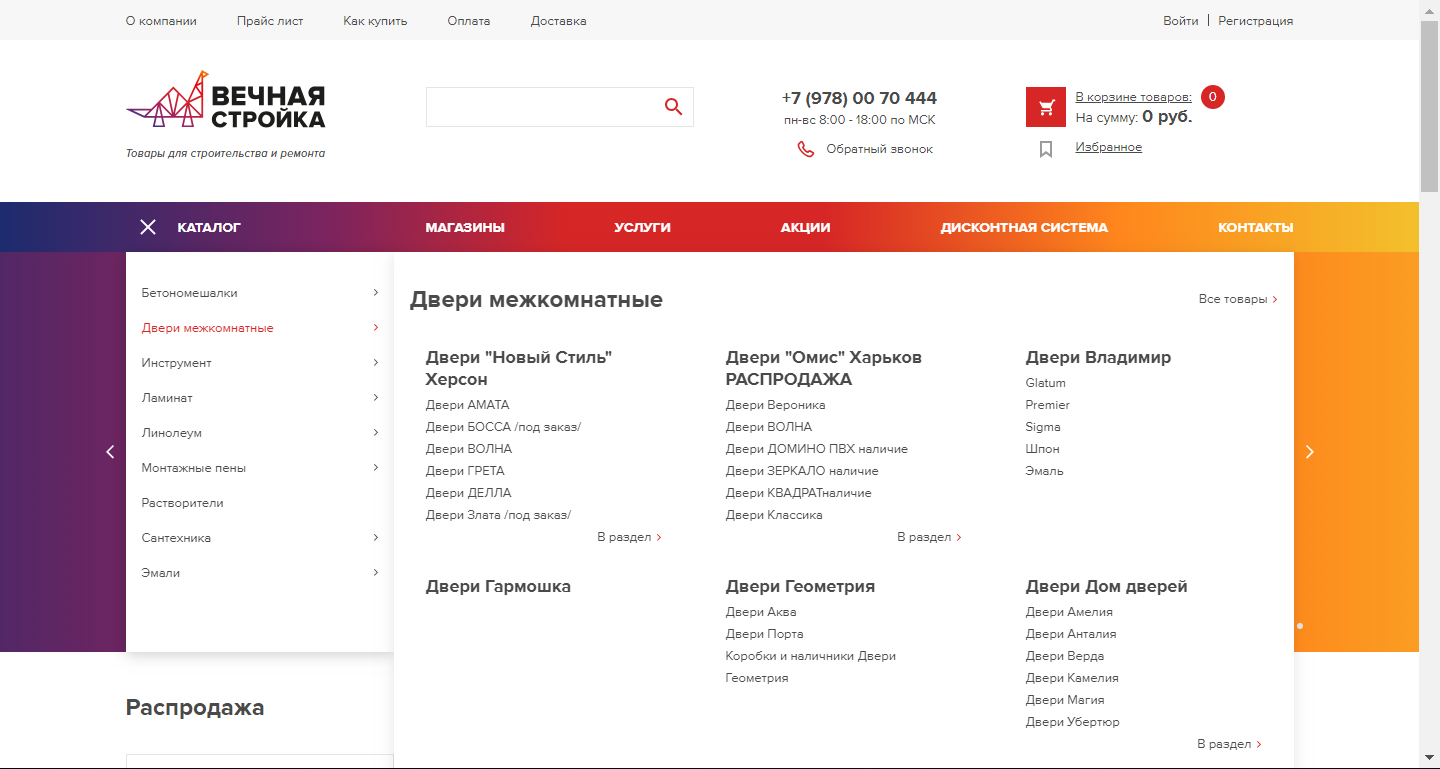 О компании Прайс лист Как купить Оплата Доставка Войти | Регистрация
ВЕЧНАЯ
СТРОЙКА
Товары для строительства и ремонта
+7 (978) 00 70 444
пн-вс 8:00 - 18:00 по МСК
Обратный звонок
В корзине товаров: 0
На сумму: 0 руб.
Избранное
КАТАЛОГ МАГАЗИНЫ УСЛУГИ АКЦИИ ДИСКОНТНАЯ СИСТЕМА КОНТАКТЫ
Бетономешалки
Двери межкомнатные
Инструмент
Ламинат
Линолеум
Монтажные пены
Растворители
Сантехника
Эмали
Двери межкомнатные
Все товары
Двери "Новый Стиль"
Херсон
Двери АМАТА
Двери БОССА /под заказ/
Двери ВОЛНА
Двери ГРЕТА
Двери ДЕЛЛА
Двери Злата /под заказ/
В раздел
Двери "Омис" Харьков
РАСПРОДАЖА
Двери Вероника
Двери ВОЛНА
Двери ДОМИНО ПВХ наличие
Двери ЗЕРКАЛО наличие
Двери КВАДРАТналичие
Двери Классика
В раздел
Двери Владимир
Glatum
Premier
Sigma
Шпон
Эмаль
Двери Гармошка
Двери Геометрия
Двери Аква
Двери Порта
Коробки и наличники Двери
Геометрия
Двери Дом дверей
Двери Амелия
Двери Анталия
Двери Верда
Двери Камелия
Двери Магия
Двери Убертюр
В раздел
Распродажа